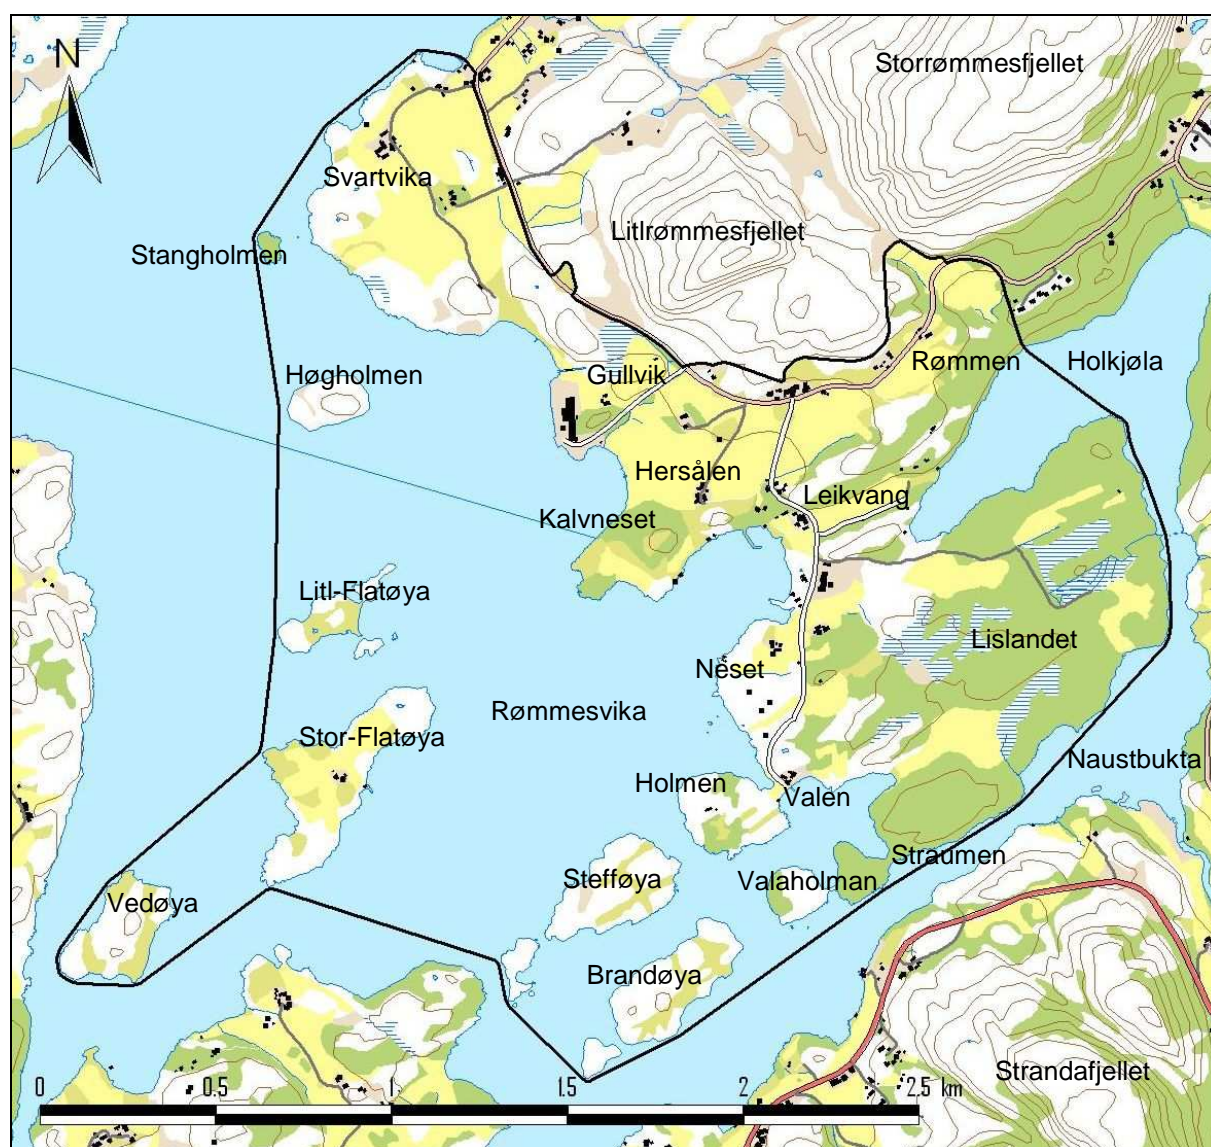 N
Storrømmesfjellet
Svartvika
Litlrømmesfjellet
Stangholmen
Høgholmen
Gullvik
Rømmen
Holkjøla
Hersålen
Leikvang
Kalvneset
Litl-Flatøya
Lislandet
Neset
Rømmesvika
Stor-Flatøya
Naustbukta
Holmen
Valen
Straumen
Stefføya
Valaholman
Vedøya
Brandøya
Strandafjellet
0 0.5 1 1.5 2 2.5 km